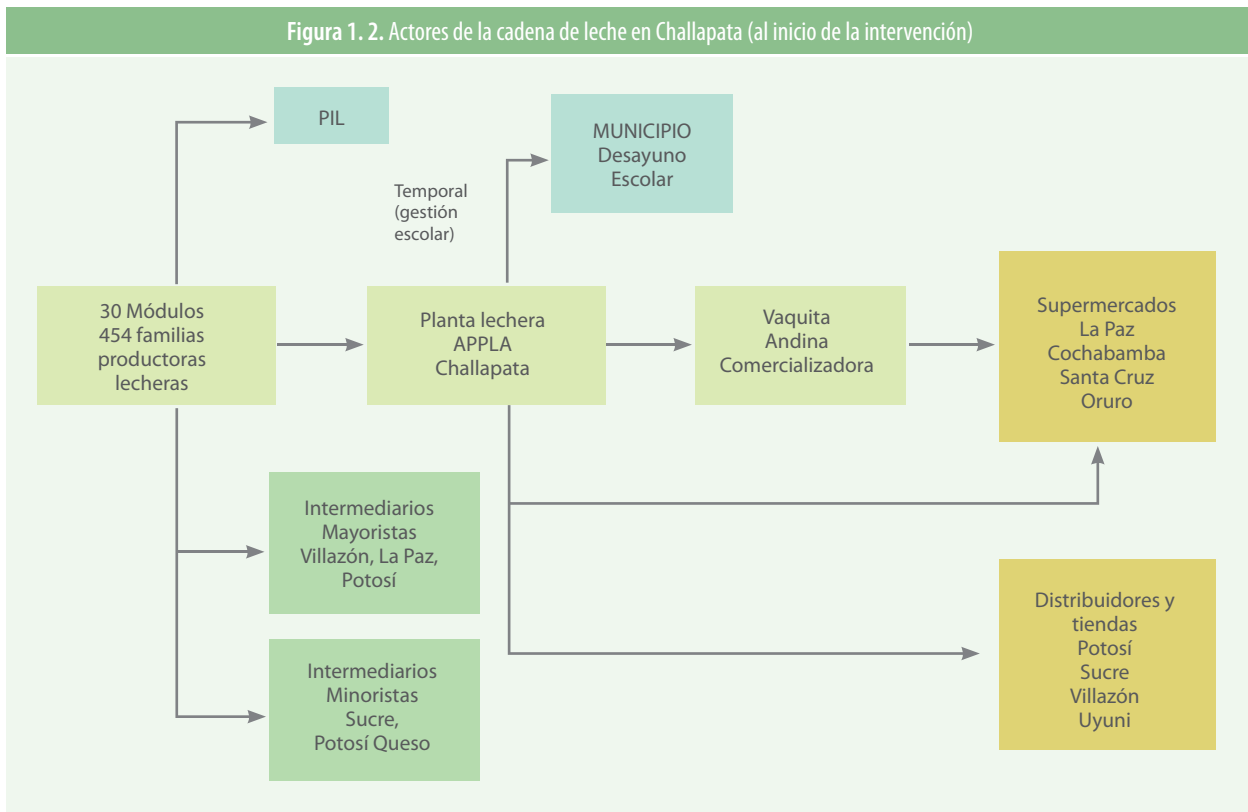 Figura 1. 2. Actores de la cadena de leche en Challapata (al inicio de la intervención)
PIL
MUNICIPIO
Desayuno
Escolar
Temporal
(gestión
escolar)
30 Módulos
454 familias
productoras
lecheras
Planta lechera
APPLA
Challapata
Vaquita
Andina
Comercializadora
Supermercados
La Paz
Cochabamba
Santa Cruz
Oruro
Intermediarios
Mayoristas
Villazón, La Paz,
Potosí
Intermediarios
Minoristas
Sucre,
Potosí Queso
Distribuidores y
tiendas
Potosí
Sucre
Villazón
Uyuni